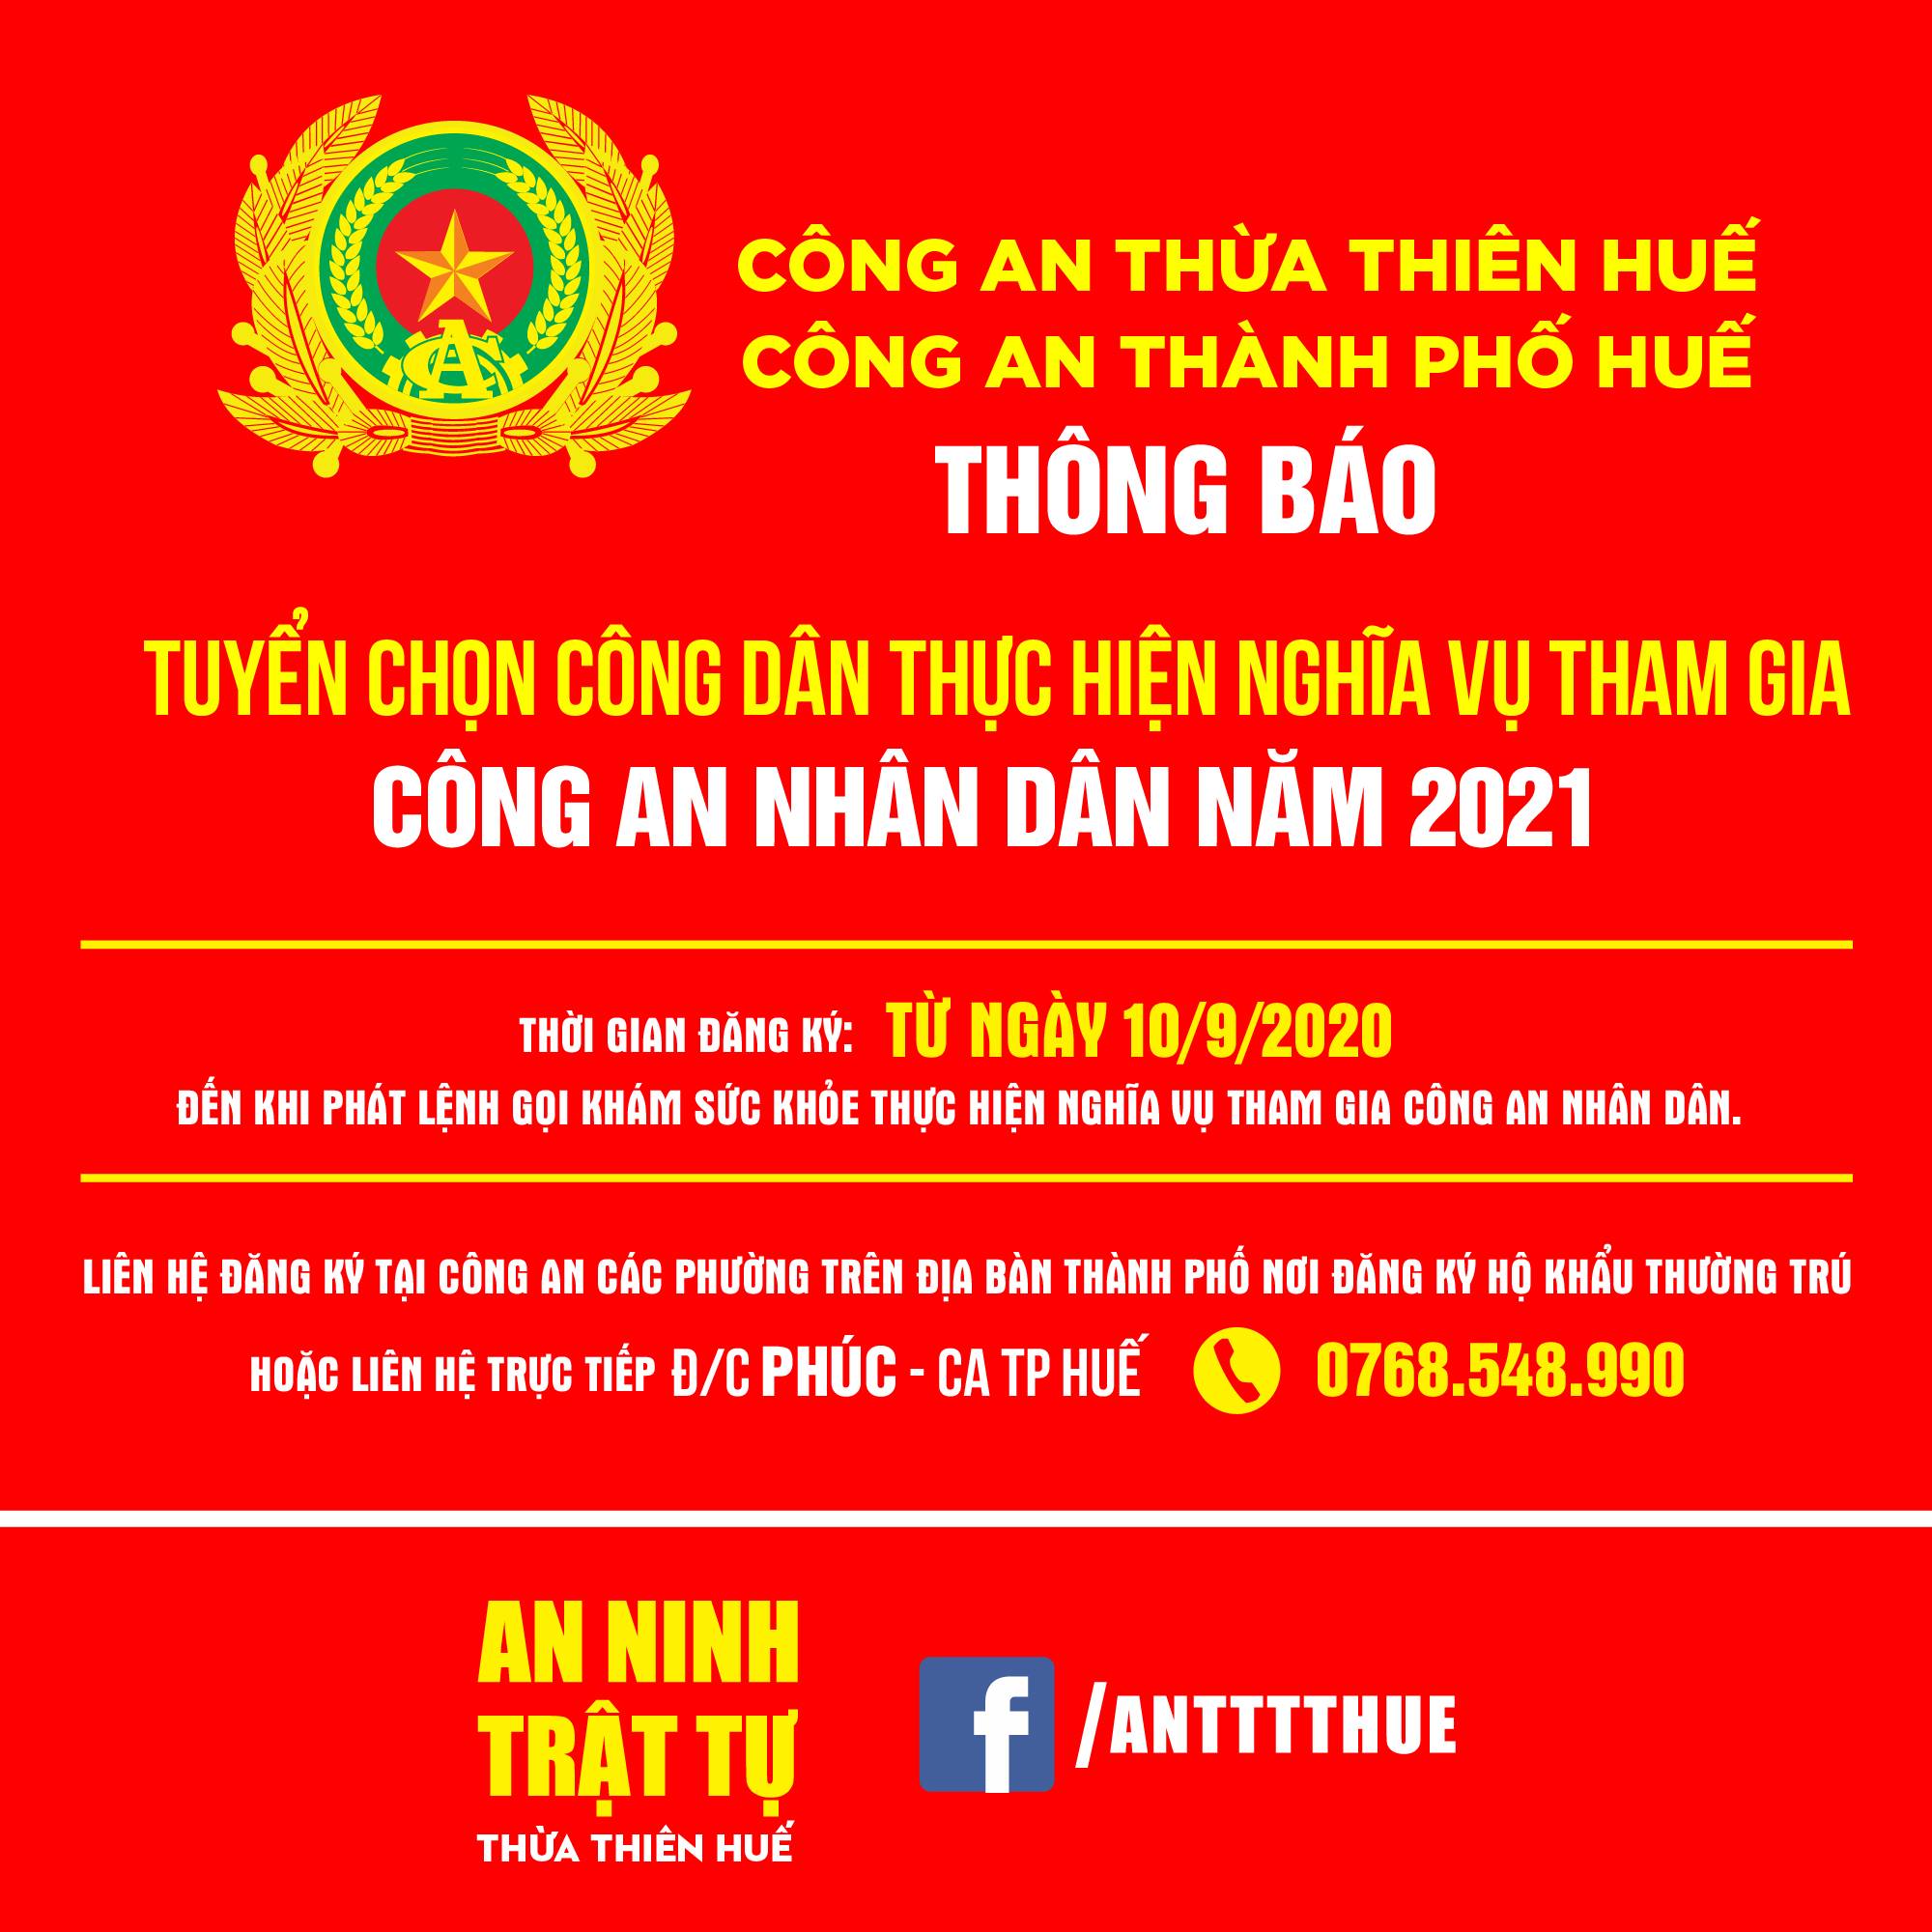 CÔNG AN THỪA THIÊN HUẾ
CÔNG AN THÀNH PHỐ HUẾ
THÔNG BÁO
TUYỂN CHỌN CÔNG DÂN THỰC HIỆN NGHĨA VỤ THAM GIA
CÔNG AN NHÂN DÂN NĂM 2021
THỜI GIAN ĐĂNG KÝ: TỪ NGÀY 10/9/2020
ĐẾN KHI PHÁT LỆNH GỌI KHÁM SỨC KHỎE THỰC HIỆN NGHĨA VỤ THAM GIA CÔNG AN NHÂN DÂN.
LIÊN HỆ ĐĂNG KÝ TẠI CÔNG AN CÁC PHƯỜNG TRÊN ĐỊA BÀN THÀNH PHỐ NƠI ĐĂNG KÝ HỘ KHẨU THƯỜNG TRÚ
HOẶC LIÊN HỆ TRỰC TIẾP Đ/C PHÚC - CA TP HUẾ 0768.548.990
AN NINH
TRẬT TỰ
THỪA THIÊN HUẾ
f /ANTTTTHUE